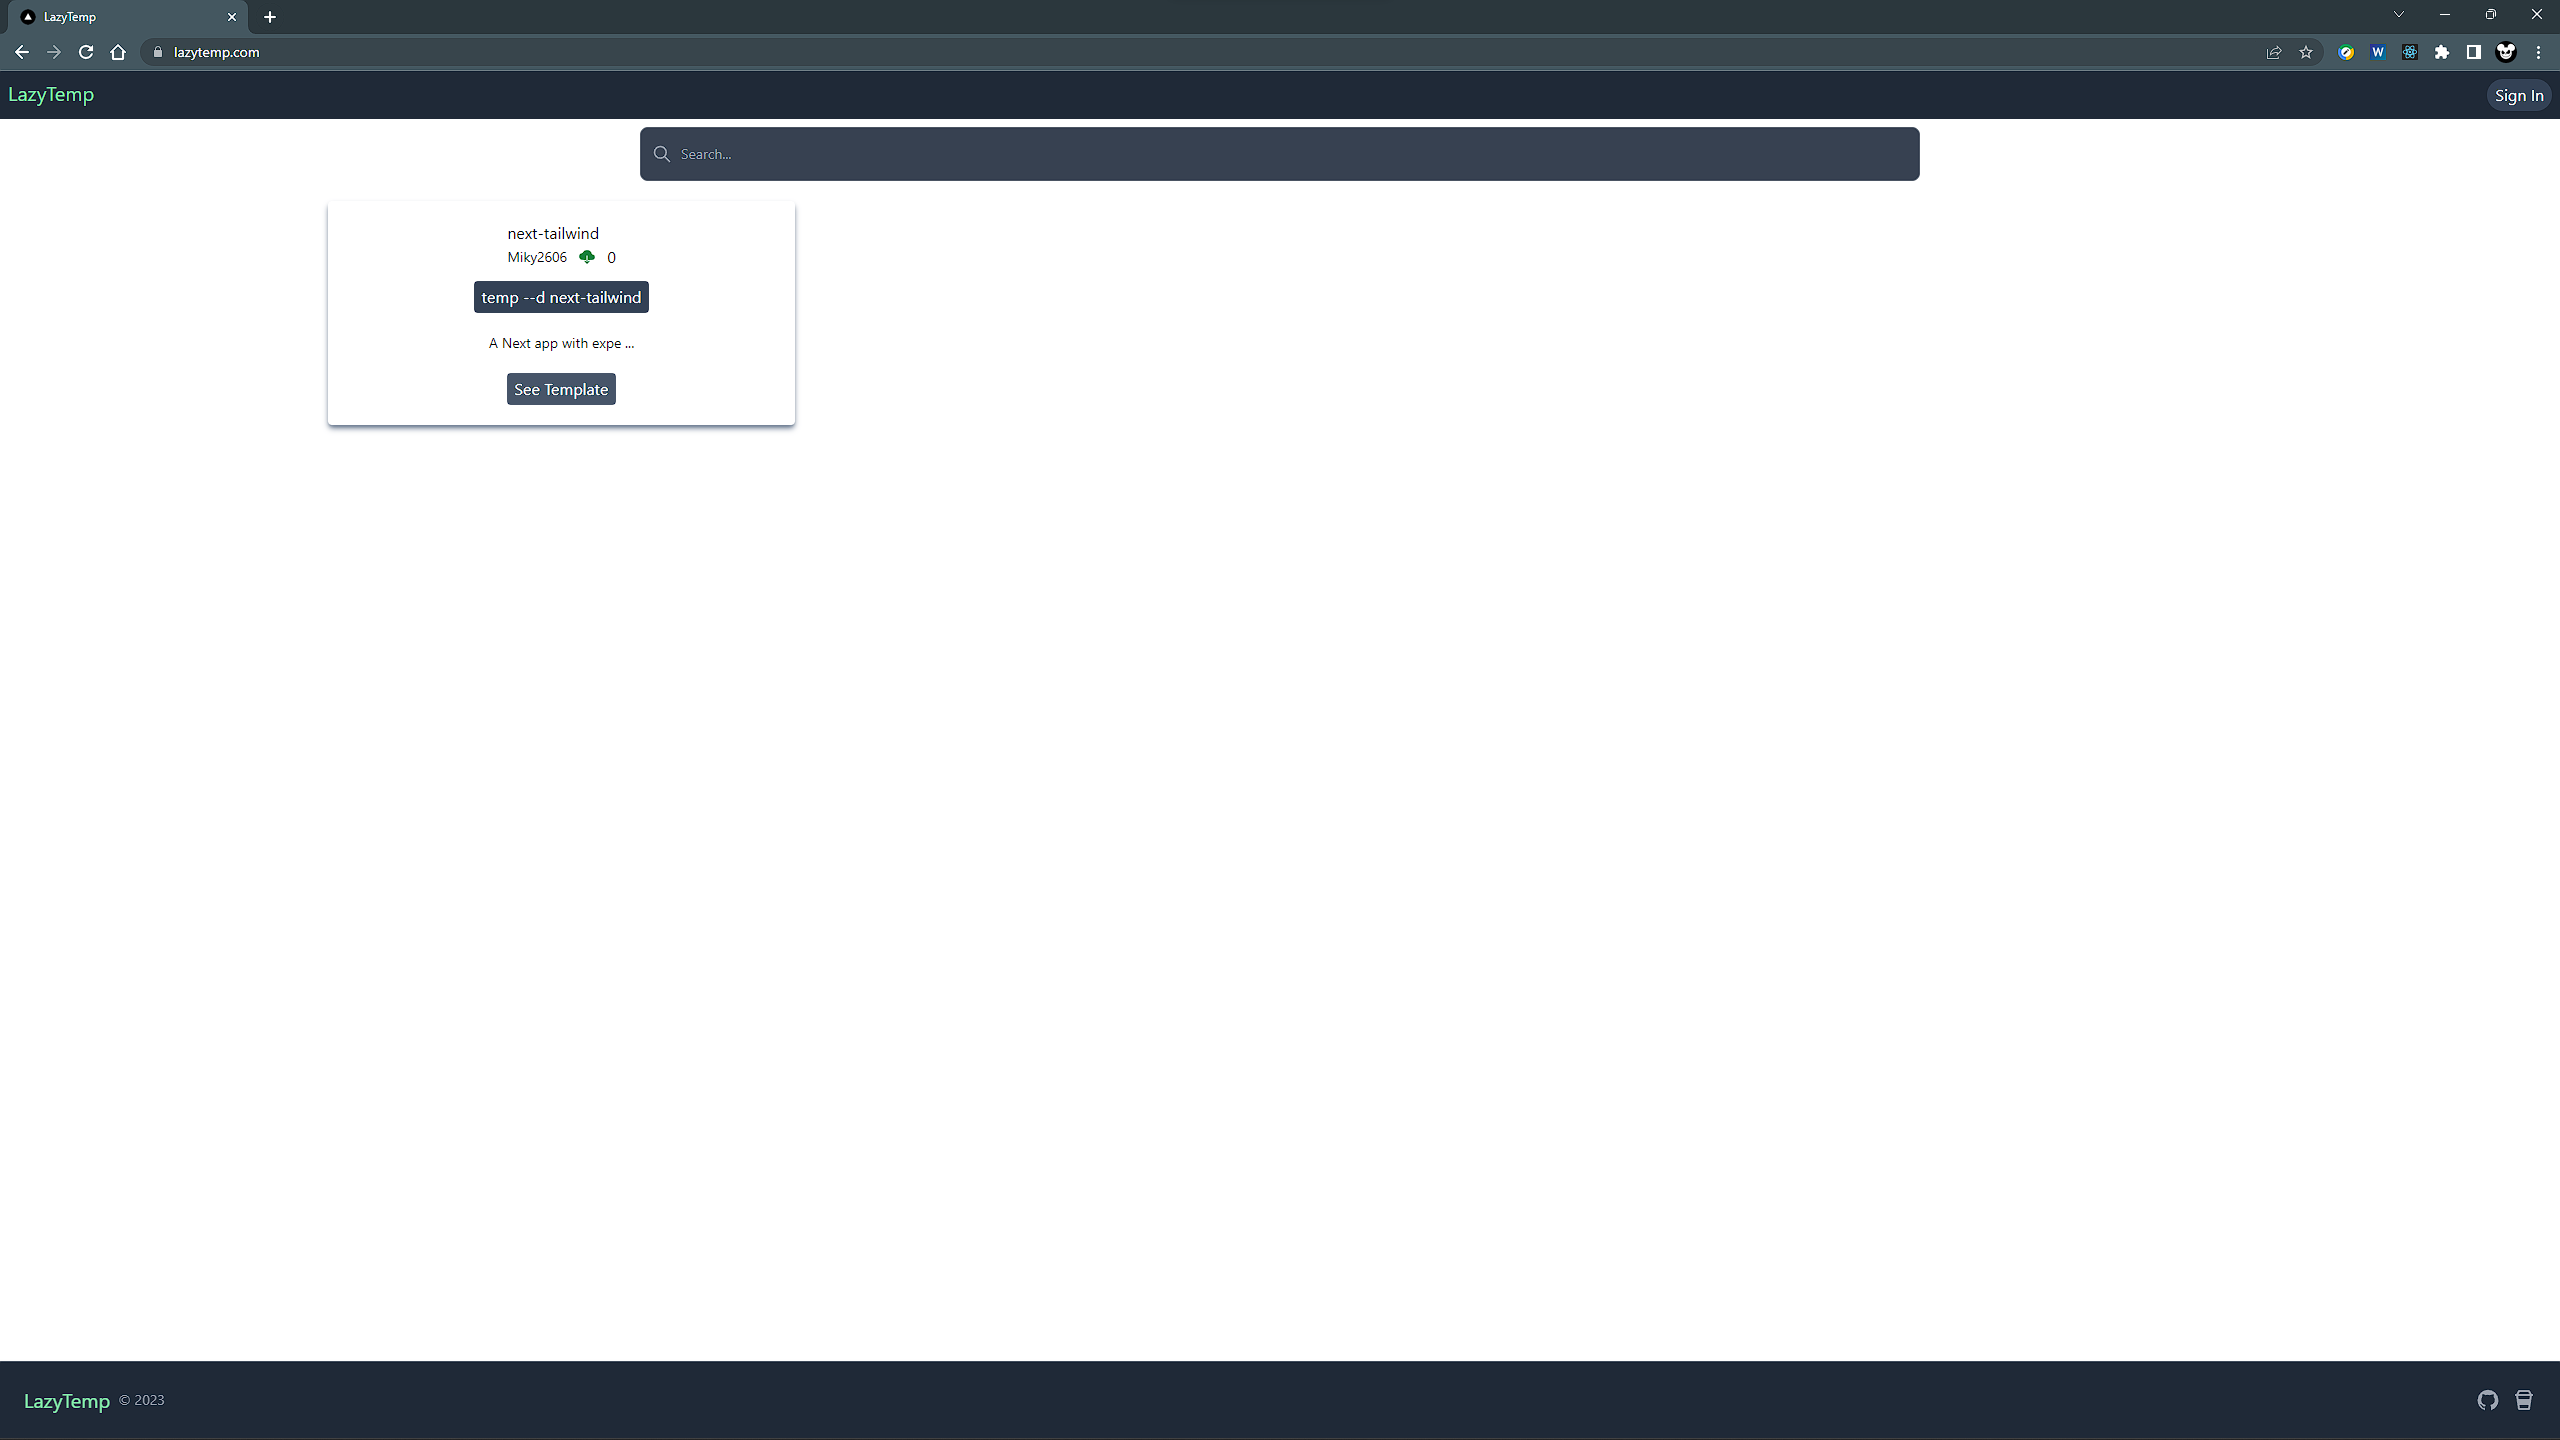 LazyTemp
lazytemp.com
W
LazyTemp
Sign In
Search...
next-tailwind
Miky2606 0
temp --d next-tailwind
A Next app with expe ...
See Template
LazyTemp © 2023